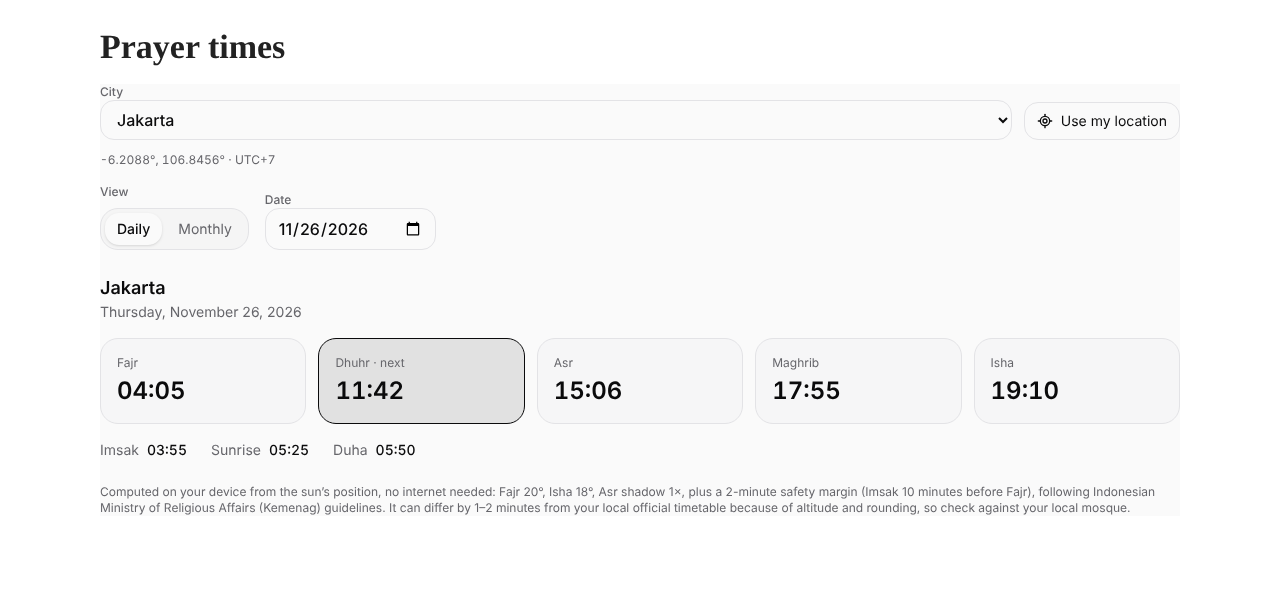 Prayer times
City
Jakarta
Use my location
-6.2088°, 106.8456° · UTC+7
View
Date
Daily
Monthly
11/26/2026
Jakarta
Thursday, November 26, 2026
Fajr
04:05
Dhuhr · next
11:42
Asr
15:06
Maghrib
17:55
Isha
19:10
Imsak 03:55 Sunrise 05:25 Duha 05:50
Computed on your device from the sun’s position, no internet needed: Fajr 20°, Isha 18°, Asr shadow 1×, plus a 2-minute safety margin (Imsak 10 minutes before Fajr), following Indonesian
Ministry of Religious Affairs (Kemenag) guidelines. It can differ by 1–2 minutes from your local official timetable because of altitude and rounding, so check against your local mosque.